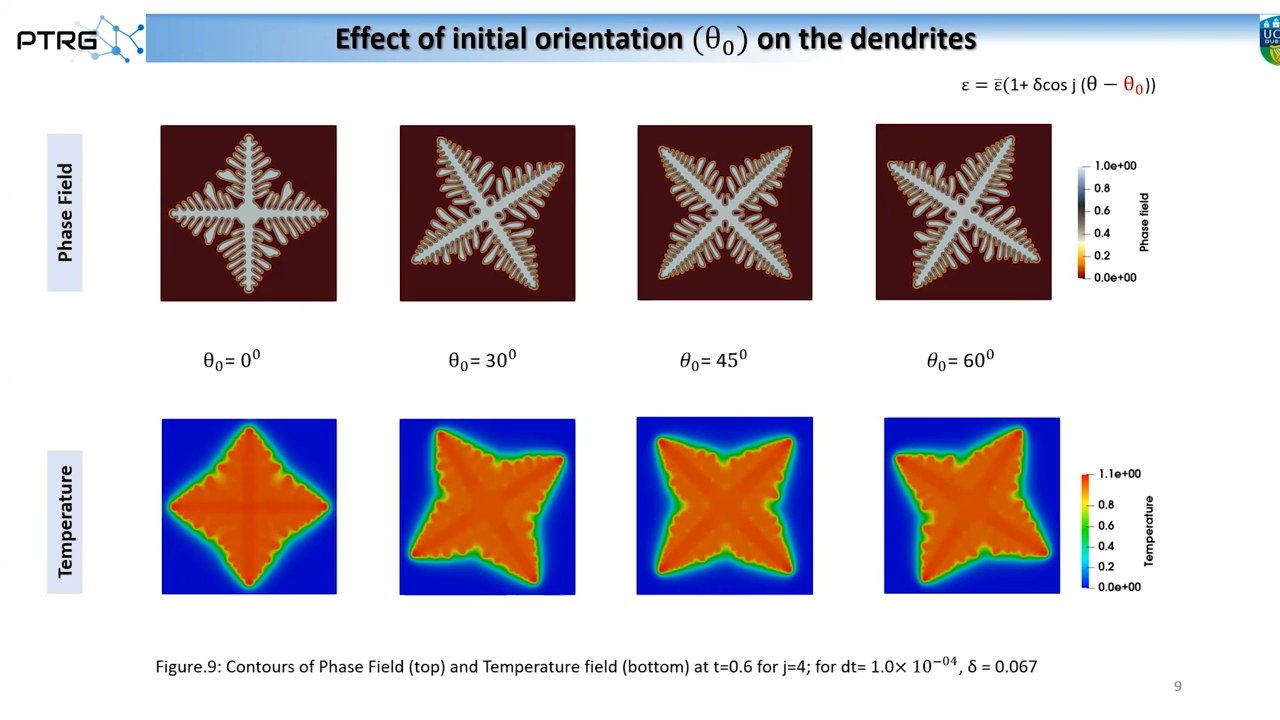 PTRG
Effect of initial orientation (θ₀) on the dendrites
UC
DUB
ε = ε̅(1+ δcos j (θ − θ₀))
Phase Field
1.0e+00
0.8
0.6
0.4
0.2
0.0e+00
Phase field
θ₀= 0⁰
θ₀= 30⁰
θ₀= 45⁰
θ₀= 60⁰
Temperature
1.1e+00
0.8
0.6
0.4
0.2
0.0e+00
Temperature
Figure.9: Contours of Phase Field (top) and Temperature field (bottom) at t=0.6 for j=4; for dt= 1.0× 10⁻⁰⁴, δ = 0.067
9